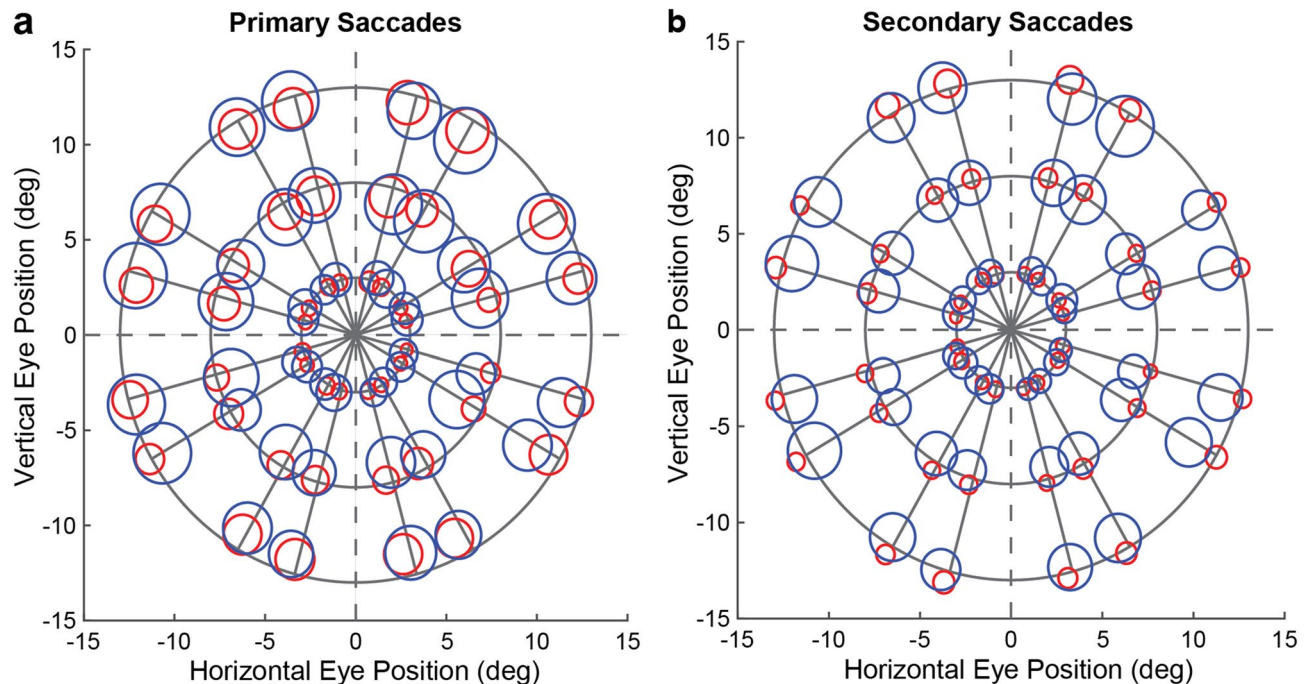 a
Primary Saccades
15
10
5
0
-5
-10
-15
Vertical Eye Position (deg)
-15 -10 -5 0 5 10 15
Horizontal Eye Position (deg)
b
Secondary Saccades
15
10
5
0
-5
-10
-15
Vertical Eye Position (deg)
-15 -10 -5 0 5 10 15
Horizontal Eye Position (deg)